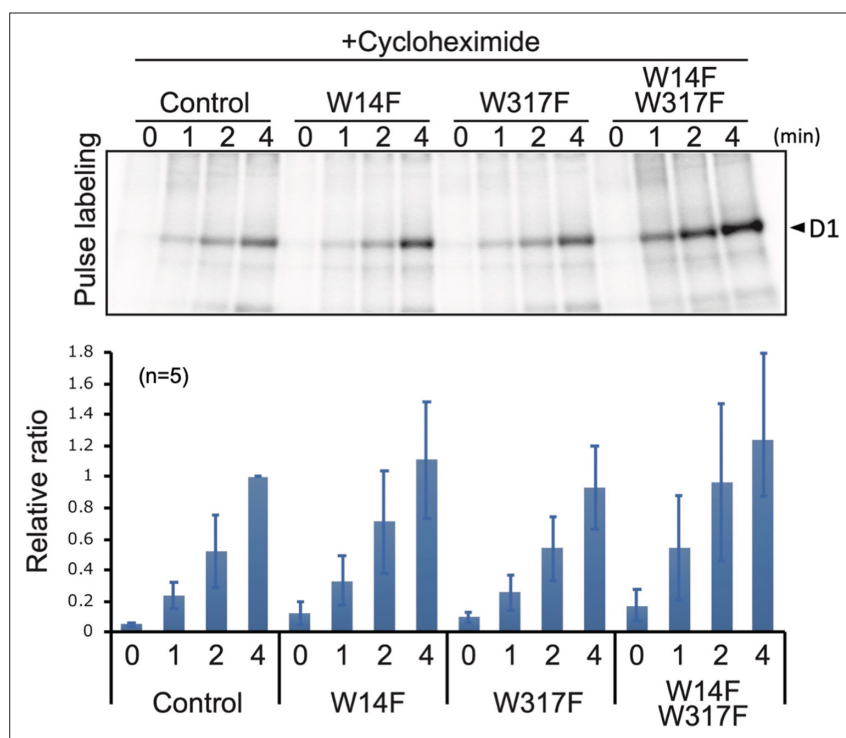 +Cycloheximide
Control W14F W317F W14F
W317F
0 1 2 4 0 1 2 4 0 1 2 4 0 1 2 4 (min)
Pulse labeling
◄D1
1.8
1.6
1.4
1.2
1
0.8
0.6
0.4
0.2
0
(n=5)
Relative ratio
0 1 2 4 0 1 2 4 0 1 2 4 0 1 2 4
Control W14F W317F W14F
W317F